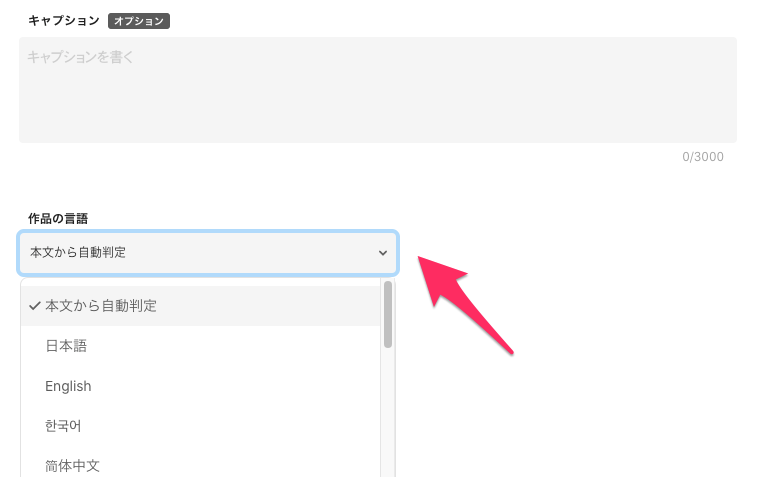 キャプション オプション
キャプションを書く
0/3000
作品の言語
本文から自動判定
本文から自動判定
日本語
English
한국어
简体中文